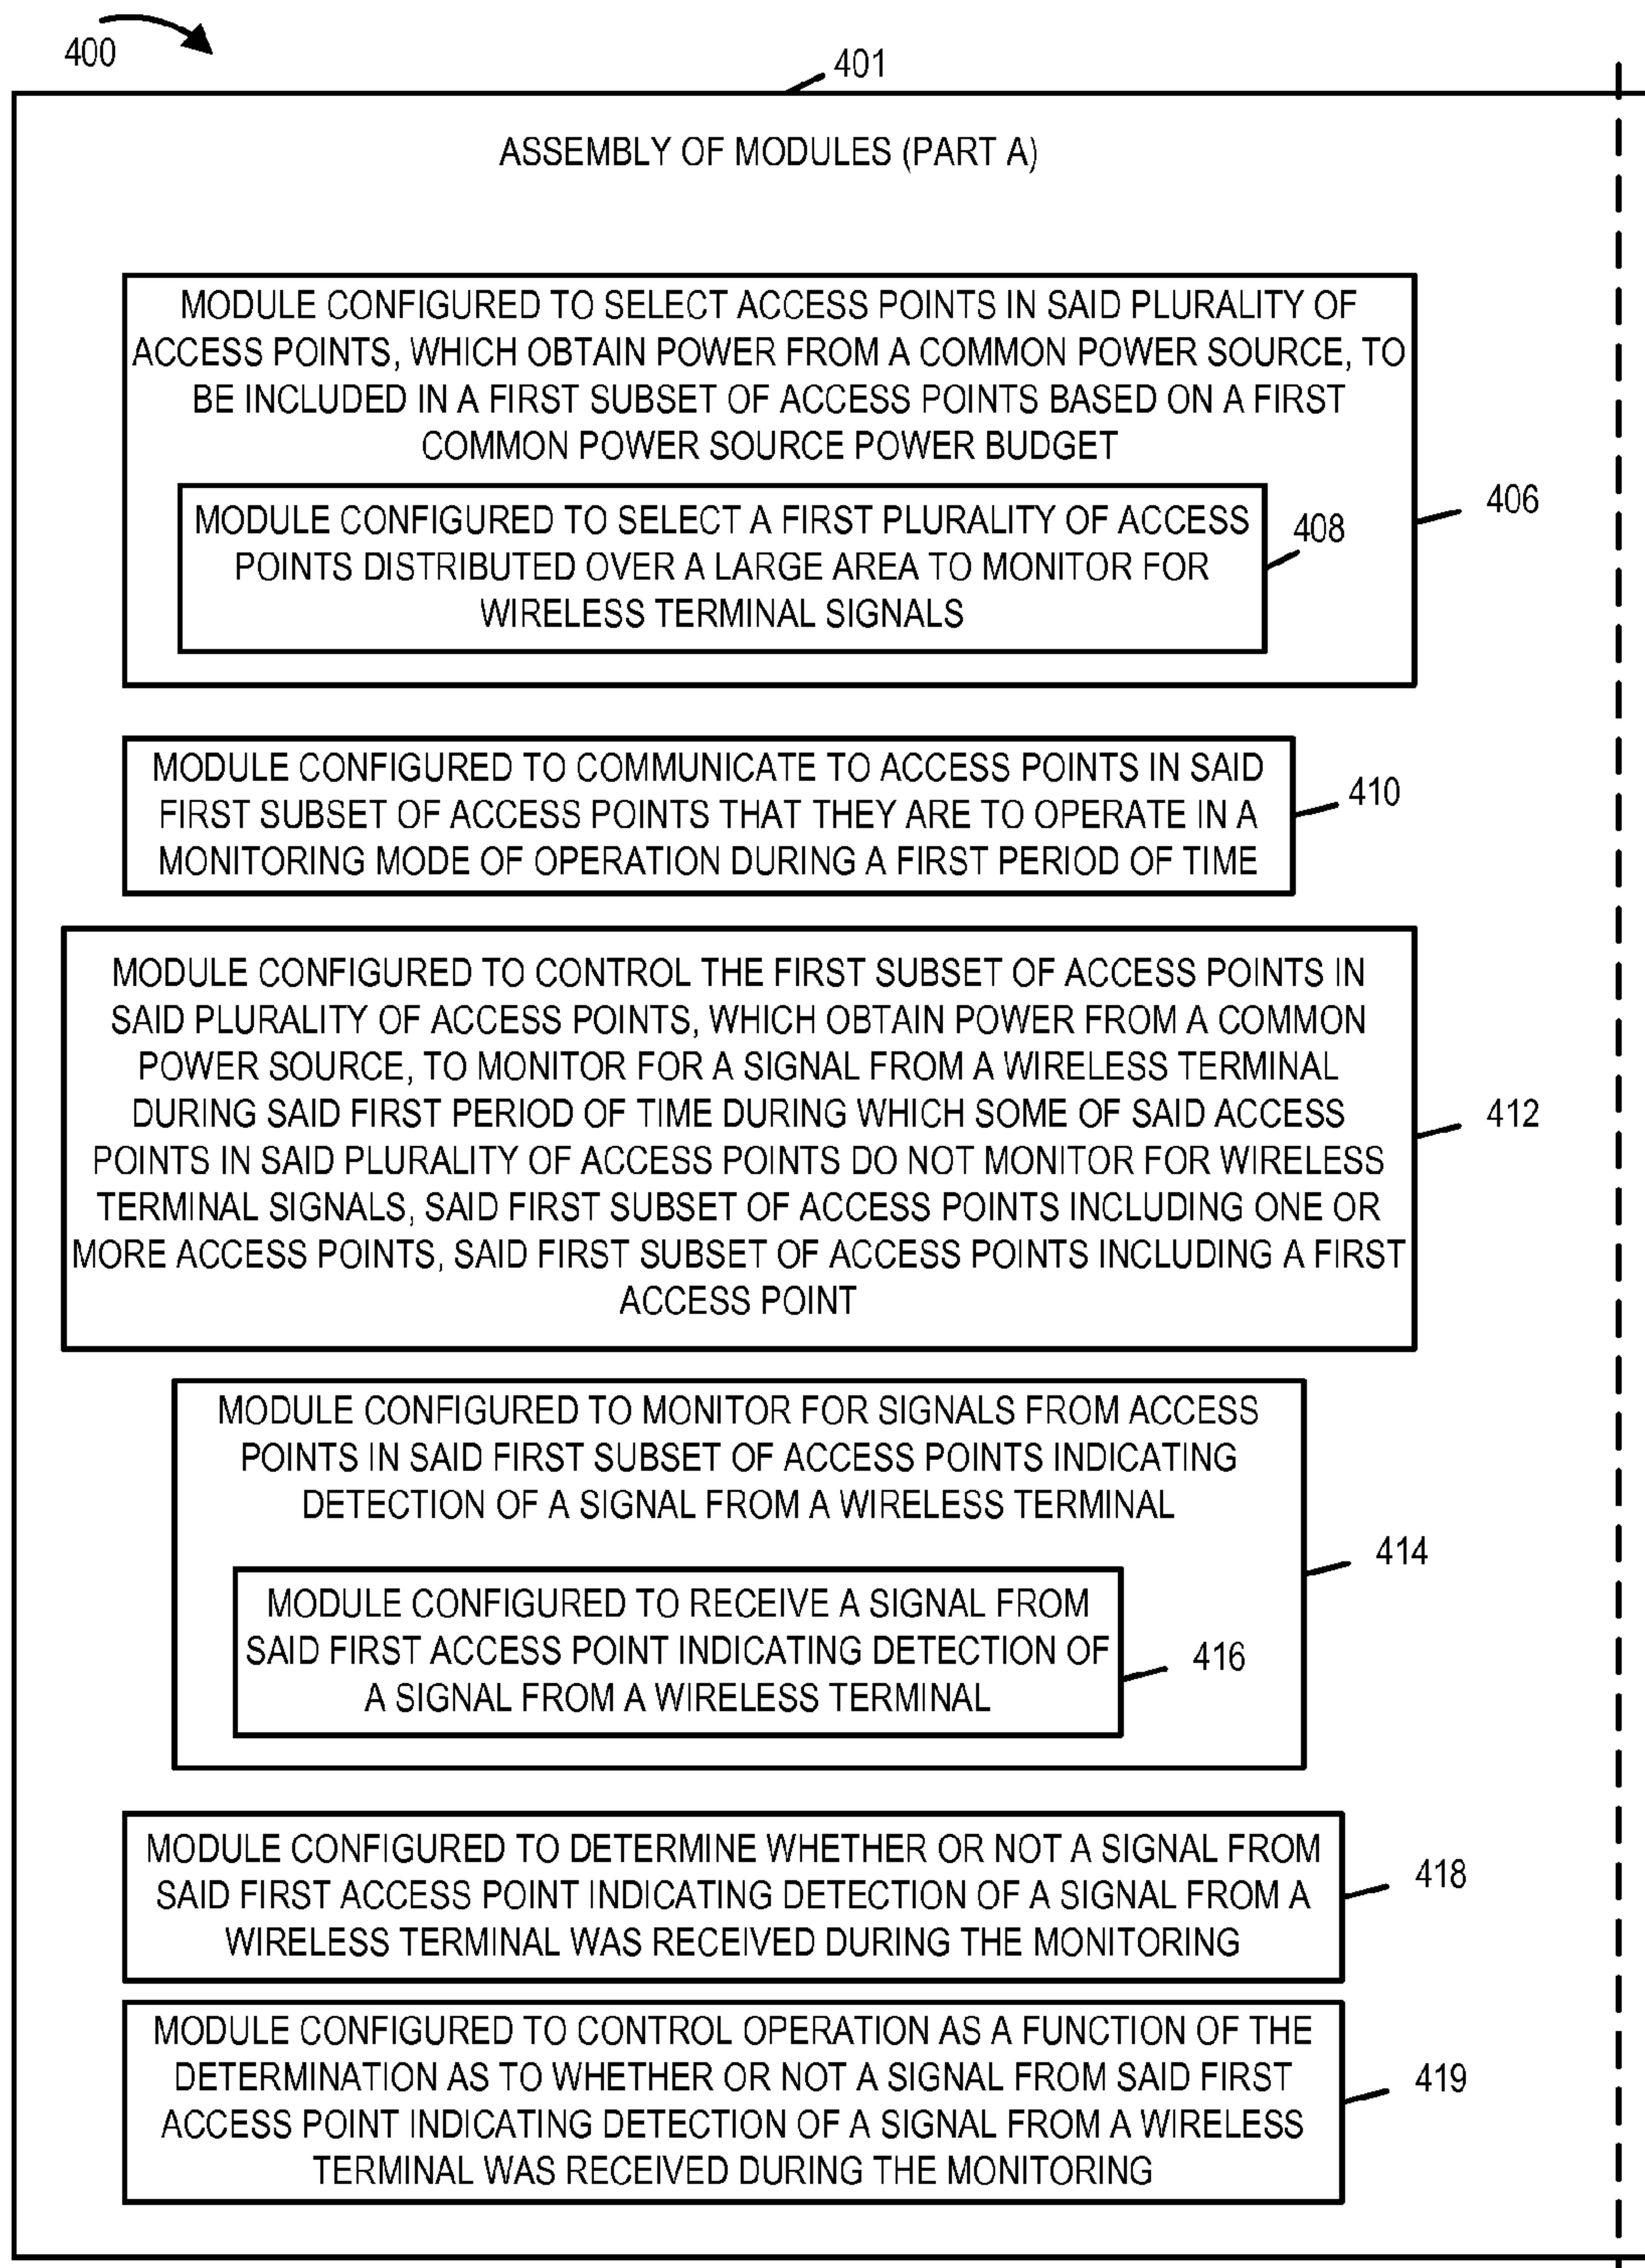 400
401
ASSEMBLY OF MODULES (PART A)
MODULE CONFIGURED TO SELECT ACCESS POINTS IN SAID PLURALITY OF
ACCESS POINTS, WHICH OBTAIN POWER FROM A COMMON POWER SOURCE, TO
BE INCLUDED IN A FIRST SUBSET OF ACCESS POINTS BASED ON A FIRST
COMMON POWER SOURCE POWER BUDGET
406
MODULE CONFIGURED TO SELECT A FIRST PLURALITY OF ACCESS
POINTS DISTRIBUTED OVER A LARGE AREA TO MONITOR FOR
WIRELESS TERMINAL SIGNALS
408
MODULE CONFIGURED TO COMMUNICATE TO ACCESS POINTS IN SAID
FIRST SUBSET OF ACCESS POINTS THAT THEY ARE TO OPERATE IN A
MONITORING MODE OF OPERATION DURING A FIRST PERIOD OF TIME
410
MODULE CONFIGURED TO CONTROL THE FIRST SUBSET OF ACCESS POINTS IN
SAID PLURALITY OF ACCESS POINTS, WHICH OBTAIN POWER FROM A COMMON
POWER SOURCE, TO MONITOR FOR A SIGNAL FROM A WIRELESS TERMINAL
DURING SAID FIRST PERIOD OF TIME DURING WHICH SOME OF SAID ACCESS
POINTS IN SAID PLURALITY OF ACCESS POINTS DO NOT MONITOR FOR WIRELESS
TERMINAL SIGNALS, SAID FIRST SUBSET OF ACCESS POINTS INCLUDING ONE OR
MORE ACCESS POINTS, SAID FIRST SUBSET OF ACCESS POINTS INCLUDING A FIRST
ACCESS POINT
412
MODULE CONFIGURED TO MONITOR FOR SIGNALS FROM ACCESS
POINTS IN SAID FIRST SUBSET OF ACCESS POINTS INDICATING
DETECTION OF A SIGNAL FROM A WIRELESS TERMINAL
414
MODULE CONFIGURED TO RECEIVE A SIGNAL FROM
SAID FIRST ACCESS POINT INDICATING DETECTION OF
A SIGNAL FROM A WIRELESS TERMINAL
416
MODULE CONFIGURED TO DETERMINE WHETHER OR NOT A SIGNAL FROM
SAID FIRST ACCESS POINT INDICATING DETECTION OF A SIGNAL FROM A
WIRELESS TERMINAL WAS RECEIVED DURING THE MONITORING
418
MODULE CONFIGURED TO CONTROL OPERATION AS A FUNCTION OF THE
DETERMINATION AS TO WHETHER OR NOT A SIGNAL FROM SAID FIRST
ACCESS POINT INDICATING DETECTION OF A SIGNAL FROM A WIRELESS
TERMINAL WAS RECEIVED DURING THE MONITORING
419